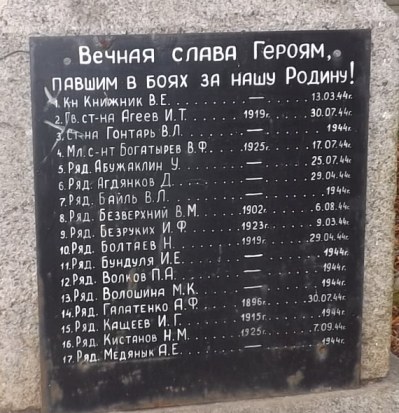 Вечная слава Героям,
павшим в боях за нашу Родину!
1. Кн Книжник В.Е. — 13.03.44г.
2. Гв. ст-на Агеев И.Т. 1919г. 30.07.44г.
3. Ст-на Гонтарь В.Л. — 1944г.
4. Мл. с-нт Богатырев В.Ф. 1925г. 17.07.44г.
5. Ряд. Абужаклин У. — 25.07.44г.
6. Ряд. Агдянков Д. — 29.04.44г.
7. Ряд. Байль В.Л. — 1944г.
8. Ряд. Безверхний В.М. 1902г. 6.08.44г.
9. Ряд. Безруких И.Ф. 1923г. 9.03.44г.
10. Ряд. Болтаев Н. 1919г. 29.04.44г.
11. Ряд. Бундуля И.Е. — 1944г.
12. Ряд. Волков П.А. — 1944г.
13. Ряд. Волошина М.К. — 1944г.
14. Ряд. Галатенко А.Ф. 1896г. 30.07.44г.
15. Ряд. Кащеев И.Г. 1915г. 1944г.
16. Ряд. Кистанов Н.М. 1925г. 7.09.44г.
17. Ряд. Медянык А.Е. — 1944г.